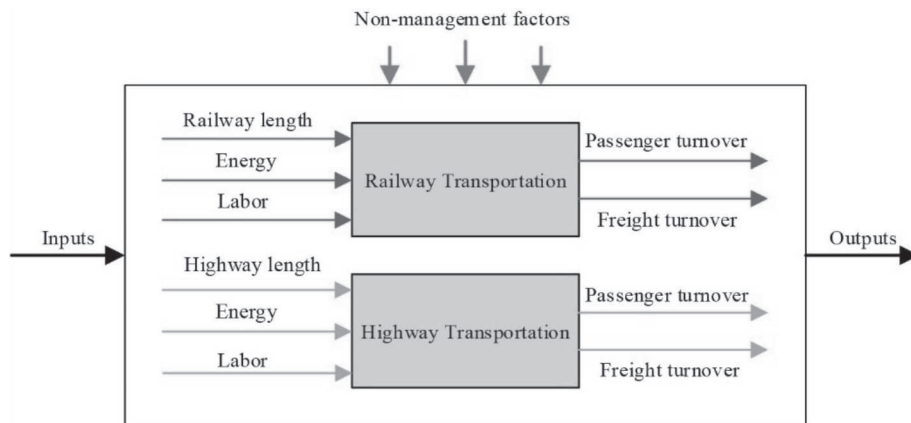 Non-management factors
Railway length
Energy
Labor
Railway Transportation
Passenger turnover
Freight turnover
Inputs
Outputs
Highway length
Energy
Labor
Highway Transportation
Passenger turnover
Freight turnover